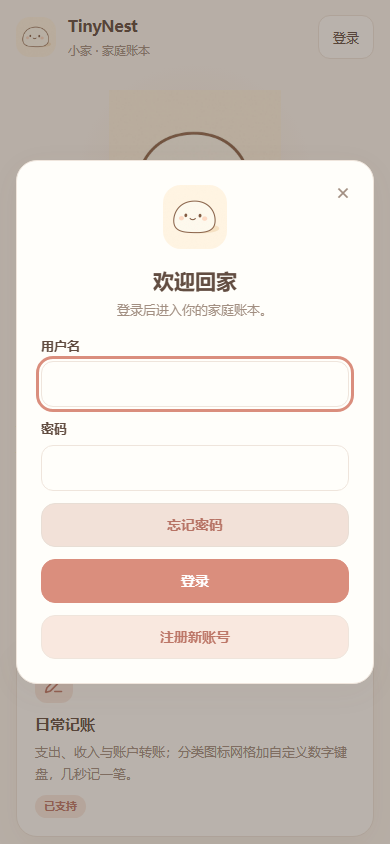 TinyNest
小家 · 家庭账本
登录
欢迎回家
登录后进入你的家庭账本。
用户名
密码
忘记密码
登录
注册新账号
日常记账
支出、收入与账户转账；分类图标网格加自定义数字键
盘，几秒记一笔。
已支持